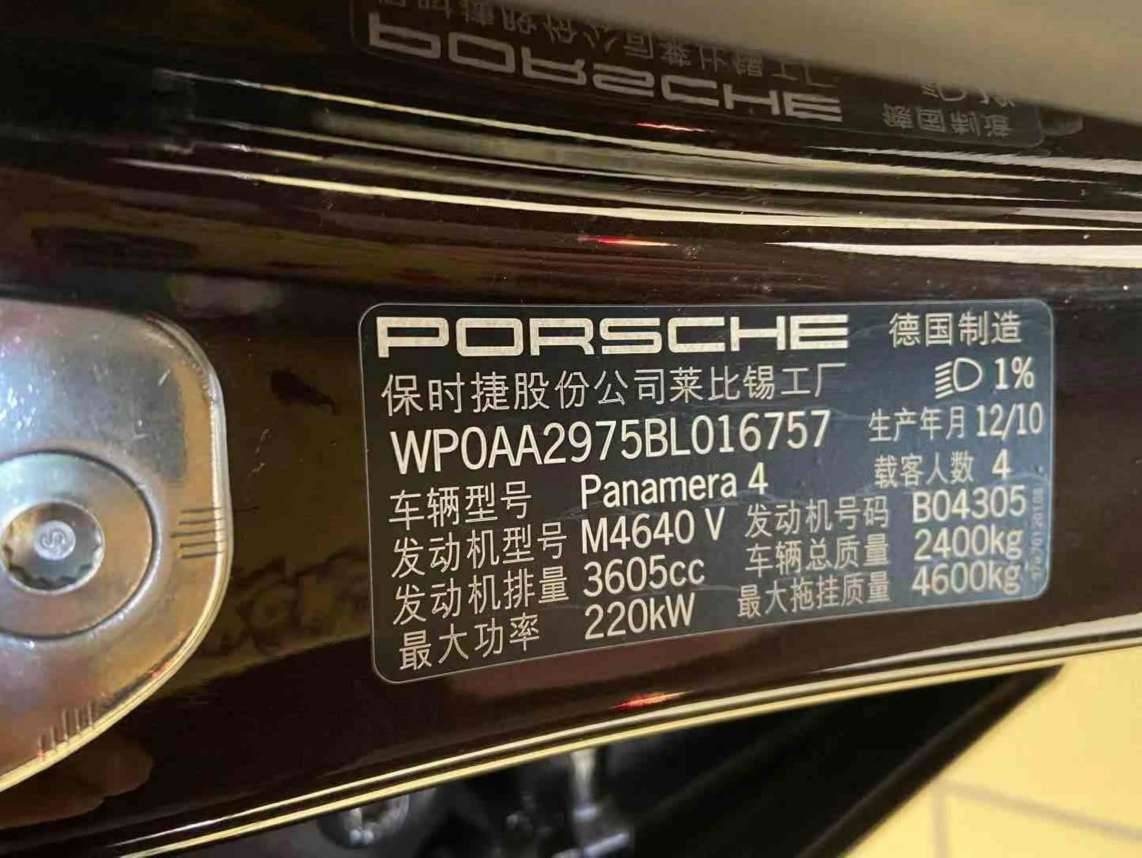 PORSCHE 德国制造
保时捷股份公司莱比锡工厂 1%
WP0AA2975BL016757 生产年月 12/10
载客人数 4
车辆型号 Panamera 4
发动机型号 M4640 V 发动机号码 B04305
发动机排量 3605cc 车辆总质量 2400kg
最大功率 220kW 最大拖挂质量 4600kg